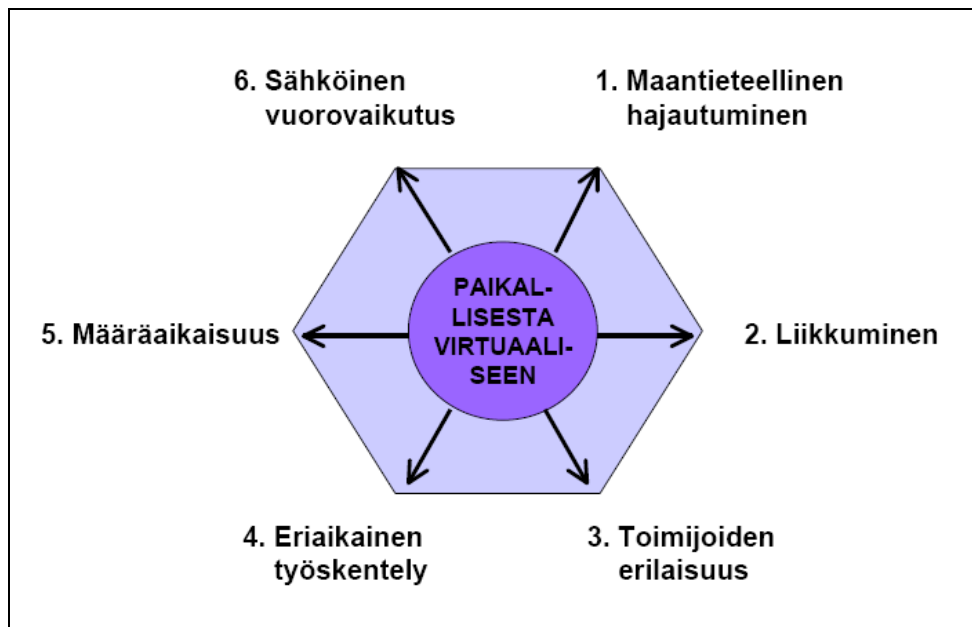 6. Sähköinen
vuorovaikutus
1. Maantieteellinen
hajautuminen
PAIKAL-
LISESTA
VIRTUAALI-
SEEN
5. Määräaikaisuus
2. Liikkuminen
4. Eriaikainen
työskentely
3. Toimijoiden
erilaisuus